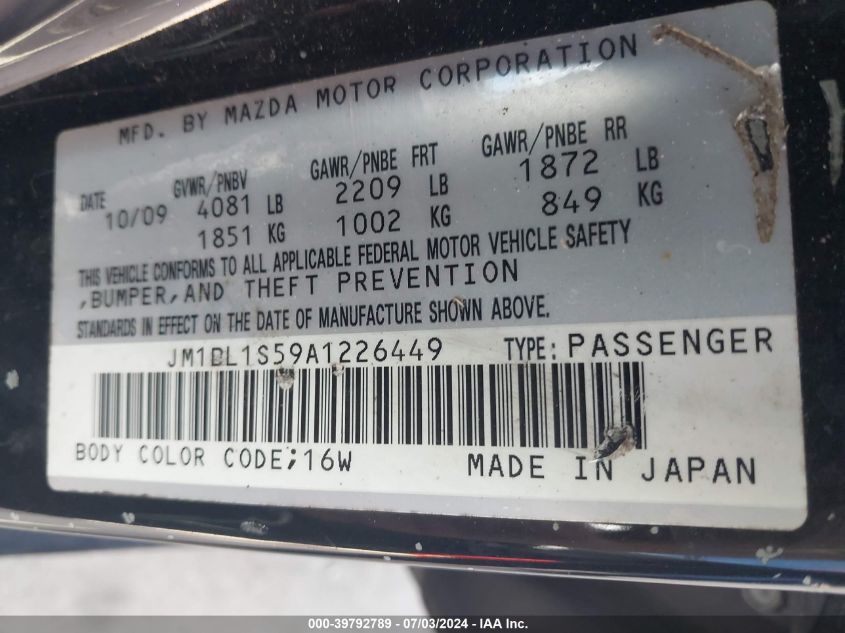 MFD. BY MAZDA MOTOR CORPORATION
DATE GVWR/PNBV GAWR/PNBE FRT GAWR/PNBE RR
10/09 4081 LB 2209 LB 1872 LB
1851 KG 1002 KG 849 KG
THIS VEHICLE CONFORMS TO ALL APPLICABLE FEDERAL MOTOR VEHICLE SAFETY
,BUMPER,AND THEFT PREVENTION
STANDARDS IN EFFECT ON THE DATE OF MANUFACTURE SHOWN ABOVE.
JM1BL1S59A1226449 TYPE: PASSENGER
BODY COLOR CODE;16W MADE IN JAPAN
000-39792789 - 07/03/2024 - IAA Inc.